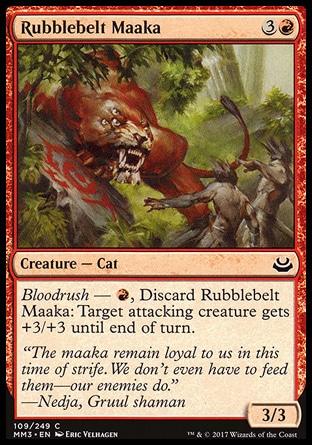 Rubblebelt Maaka 3
Creature — Cat
Bloodrush — , Discard Rubblebelt
Maaka: Target attacking creature gets
+3/+3 until end of turn.
"The maaka remain loyal to us in this
time of strife. We don't even have to feed
them—our enemies do."
—Nedja, Gruul shaman
3/3
109/249 C
MM3 • EN Eric Velhagen
™ & © 2017 Wizards of the Coast